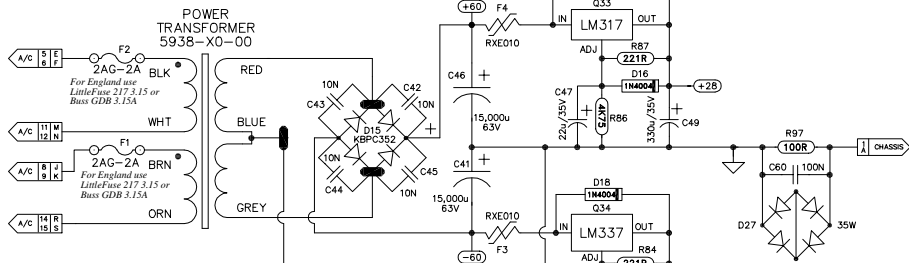 POWER
TRANSFORMER
5938-X0-00
A/C 5 E
6 F
F2
2AG-2A
BLK
For England use
LittleFuse 217 3.15 or
Buss GDB 3.15A
A/C 11 M
12 N
WHT
F1
2AG-2A
BRN
A/C 8 J
9 K
For England use
LittleFuse 217 3.15 or
Buss GDB 3.15A
A/C 14 R
15 S
ORN
RED
BLUE
GREY
10N
C43
C42
10N
D15
KBPC352
+
10N
C44
C45
10N
+60
F4
RXE010
C46
+
15,000u
63V
C41
+
15,000u
63V
RXE010
F3
-60
Q33
IN
LM317
OUT
ADJ
R87
221R
D16
1N4004
+28
C47
+
22u/35V
4K75
R86
330u/35V
+
C49
D18
1N4004
Q34
IN
LM337
OUT
ADJ
R84
221R
R97
100R
1
A
CHASSIS
C60
100N
D27
35W